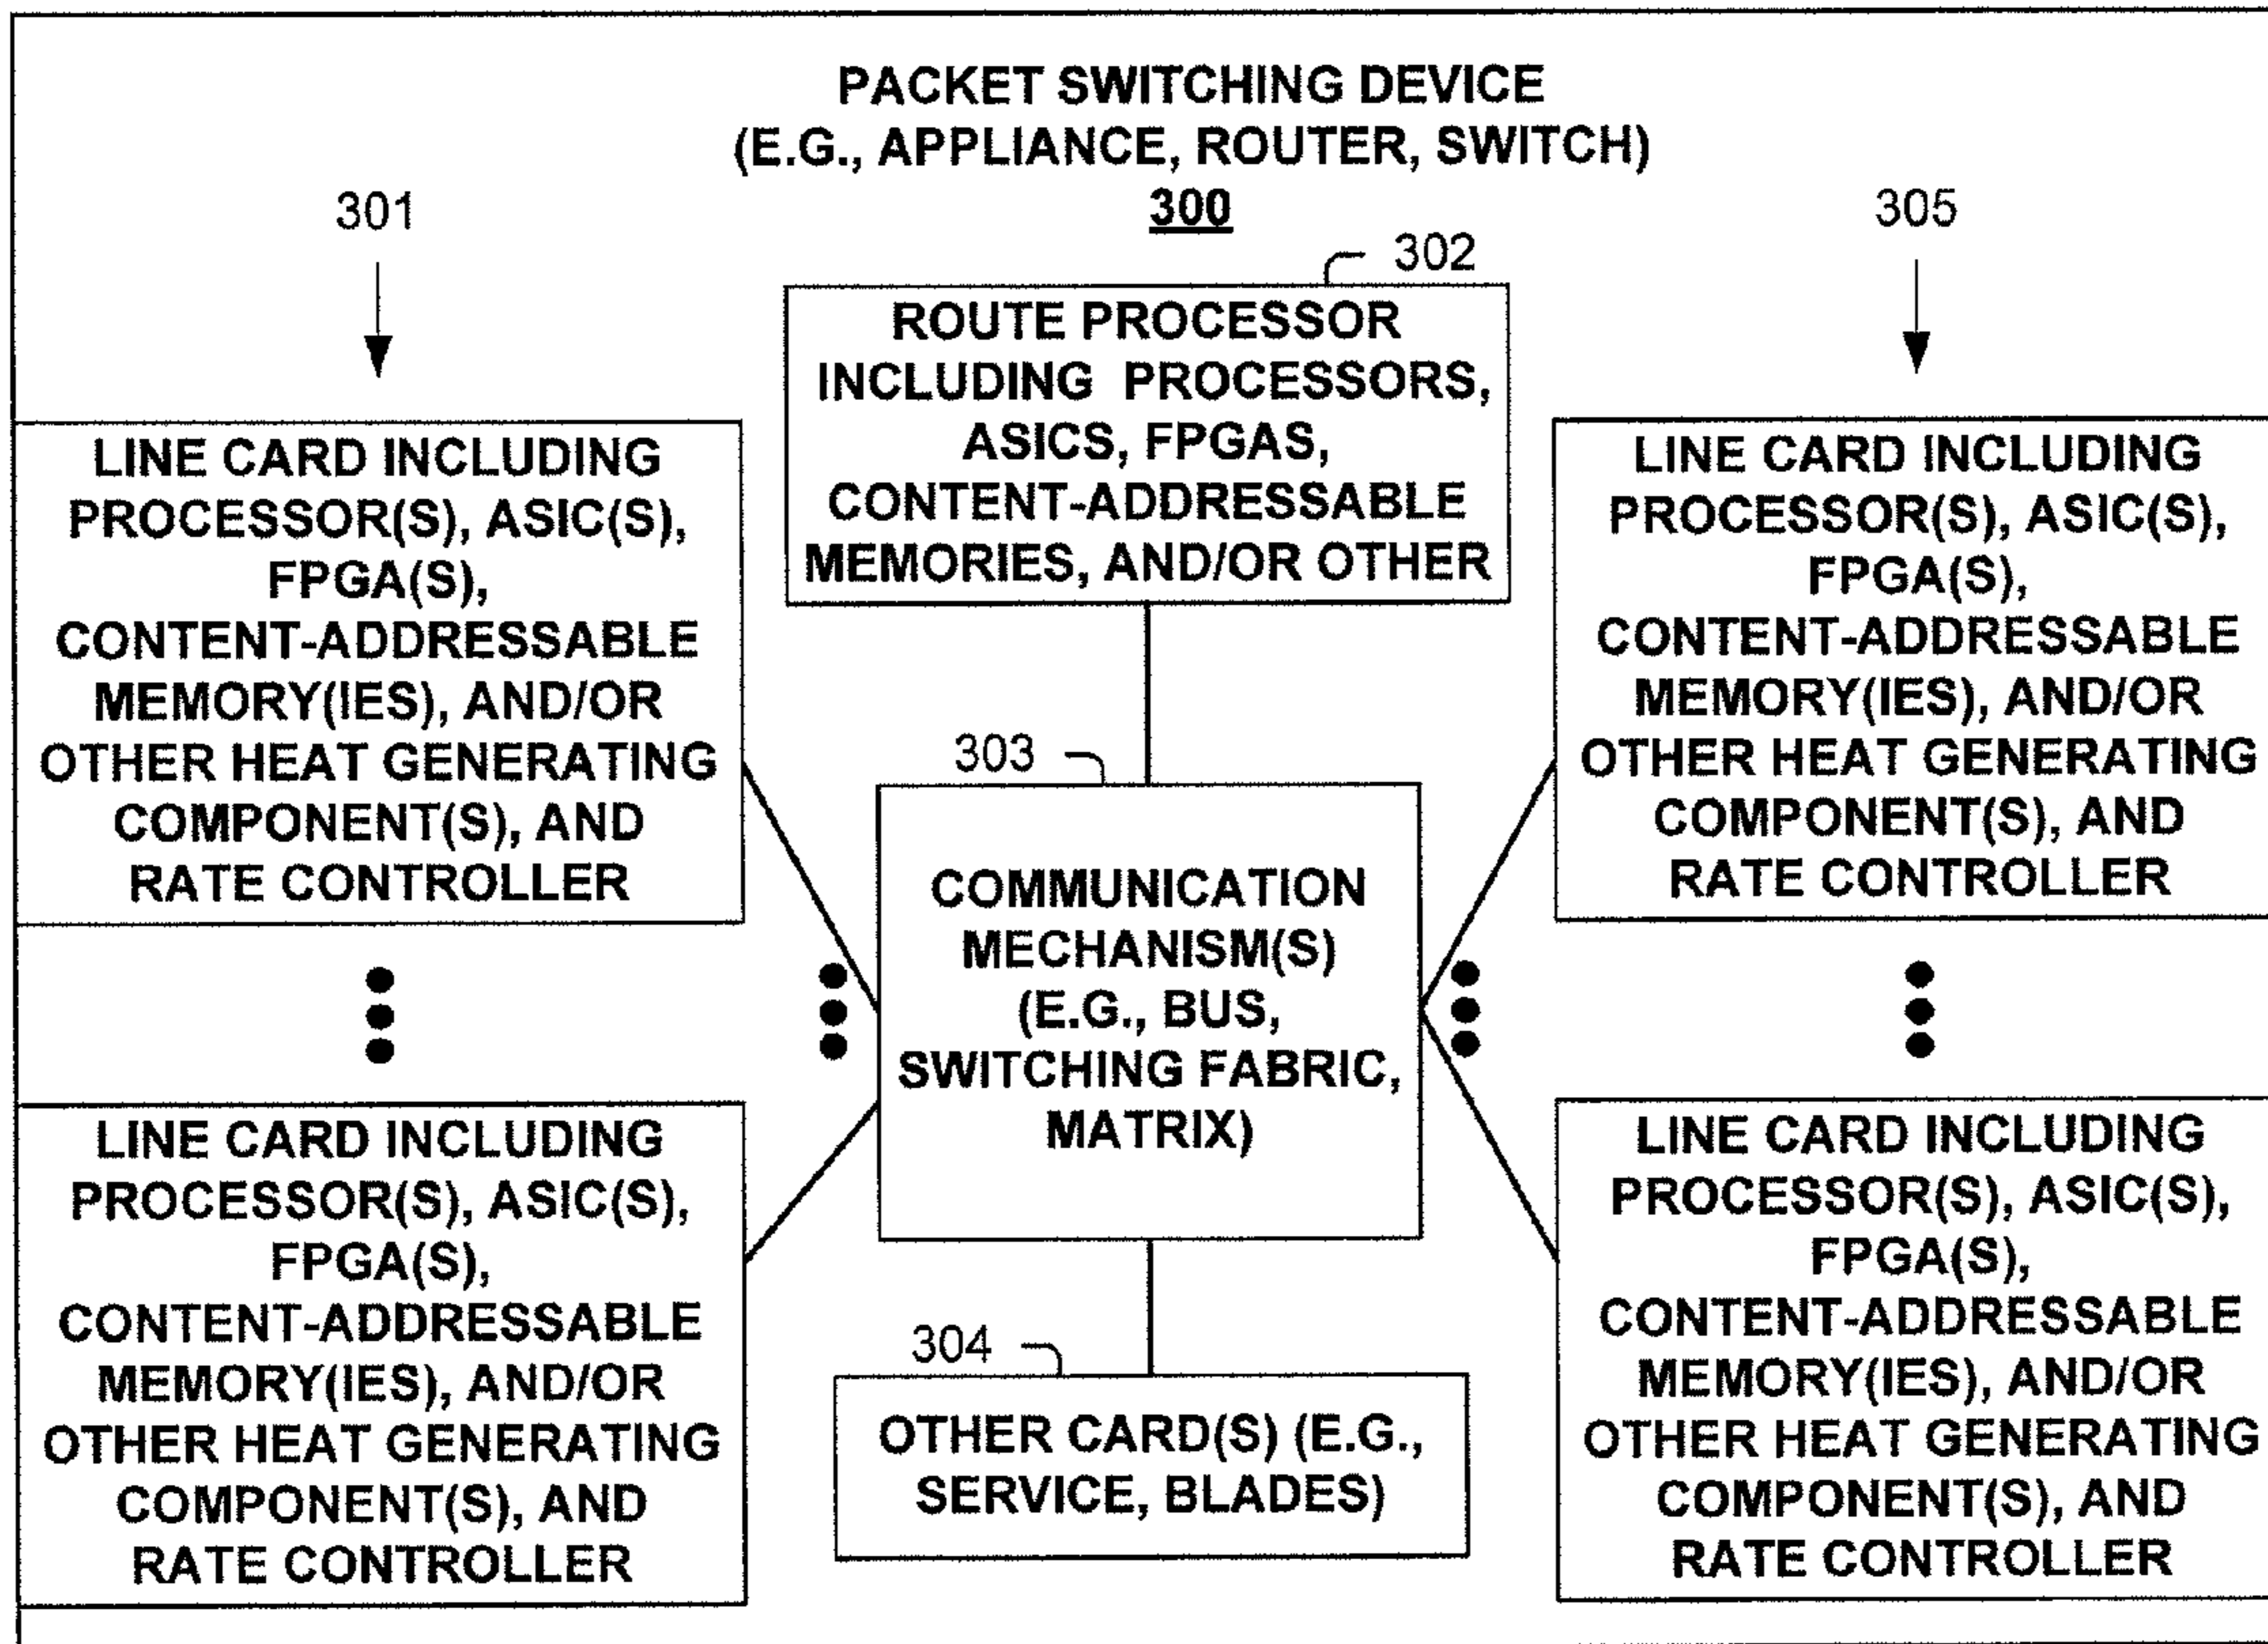 PACKET SWITCHING DEVICE
(E.G., APPLIANCE, ROUTER, SWITCH)
300
301
305
302
ROUTE PROCESSOR
INCLUDING PROCESSORS,
ASICS, FPGAS,
CONTENT-ADDRESSABLE
MEMORIES, AND/OR OTHER
LINE CARD INCLUDING
PROCESSOR(S), ASIC(S),
FPGA(S),
CONTENT-ADDRESSABLE
MEMORY(IES), AND/OR
OTHER HEAT GENERATING
COMPONENT(S), AND
RATE CONTROLLER
LINE CARD INCLUDING
PROCESSOR(S), ASIC(S),
FPGA(S),
CONTENT-ADDRESSABLE
MEMORY(IES), AND/OR
OTHER HEAT GENERATING
COMPONENT(S), AND
RATE CONTROLLER
303
COMMUNICATION
MECHANISM(S)
(E.G., BUS,
SWITCHING FABRIC,
MATRIX)
LINE CARD INCLUDING
PROCESSOR(S), ASIC(S),
FPGA(S),
CONTENT-ADDRESSABLE
MEMORY(IES), AND/OR
OTHER HEAT GENERATING
COMPONENT(S), AND
RATE CONTROLLER
304
OTHER CARD(S) (E.G.,
SERVICE, BLADES)
LINE CARD INCLUDING
PROCESSOR(S), ASIC(S),
FPGA(S),
CONTENT-ADDRESSABLE
MEMORY(IES), AND/OR
OTHER HEAT GENERATING
COMPONENT(S), AND
RATE CONTROLLER